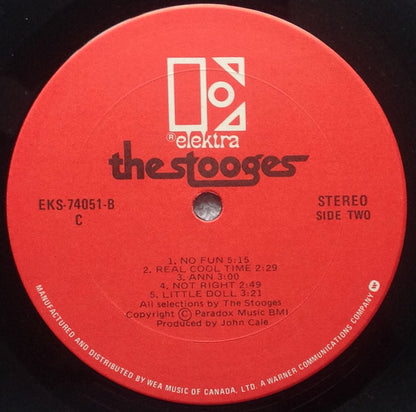 ® elektra
the stooges
EKS-74051-B
C
STEREO
SIDE TWO
1. NO FUN 5:15
2. REAL COOL TIME 2:29
3. ANN 3:00
4. NOT RIGHT 2:49
5. LITTLE DOLL 3:21
All selections by The Stooges
Copyright © Paradox Music BMI
Produced by John Cale
MANUFACTURED AND DISTRIBUTED BY WEA MUSIC OF CANADA, LTD. A WARNER COMMUNICATIONS COMPANY